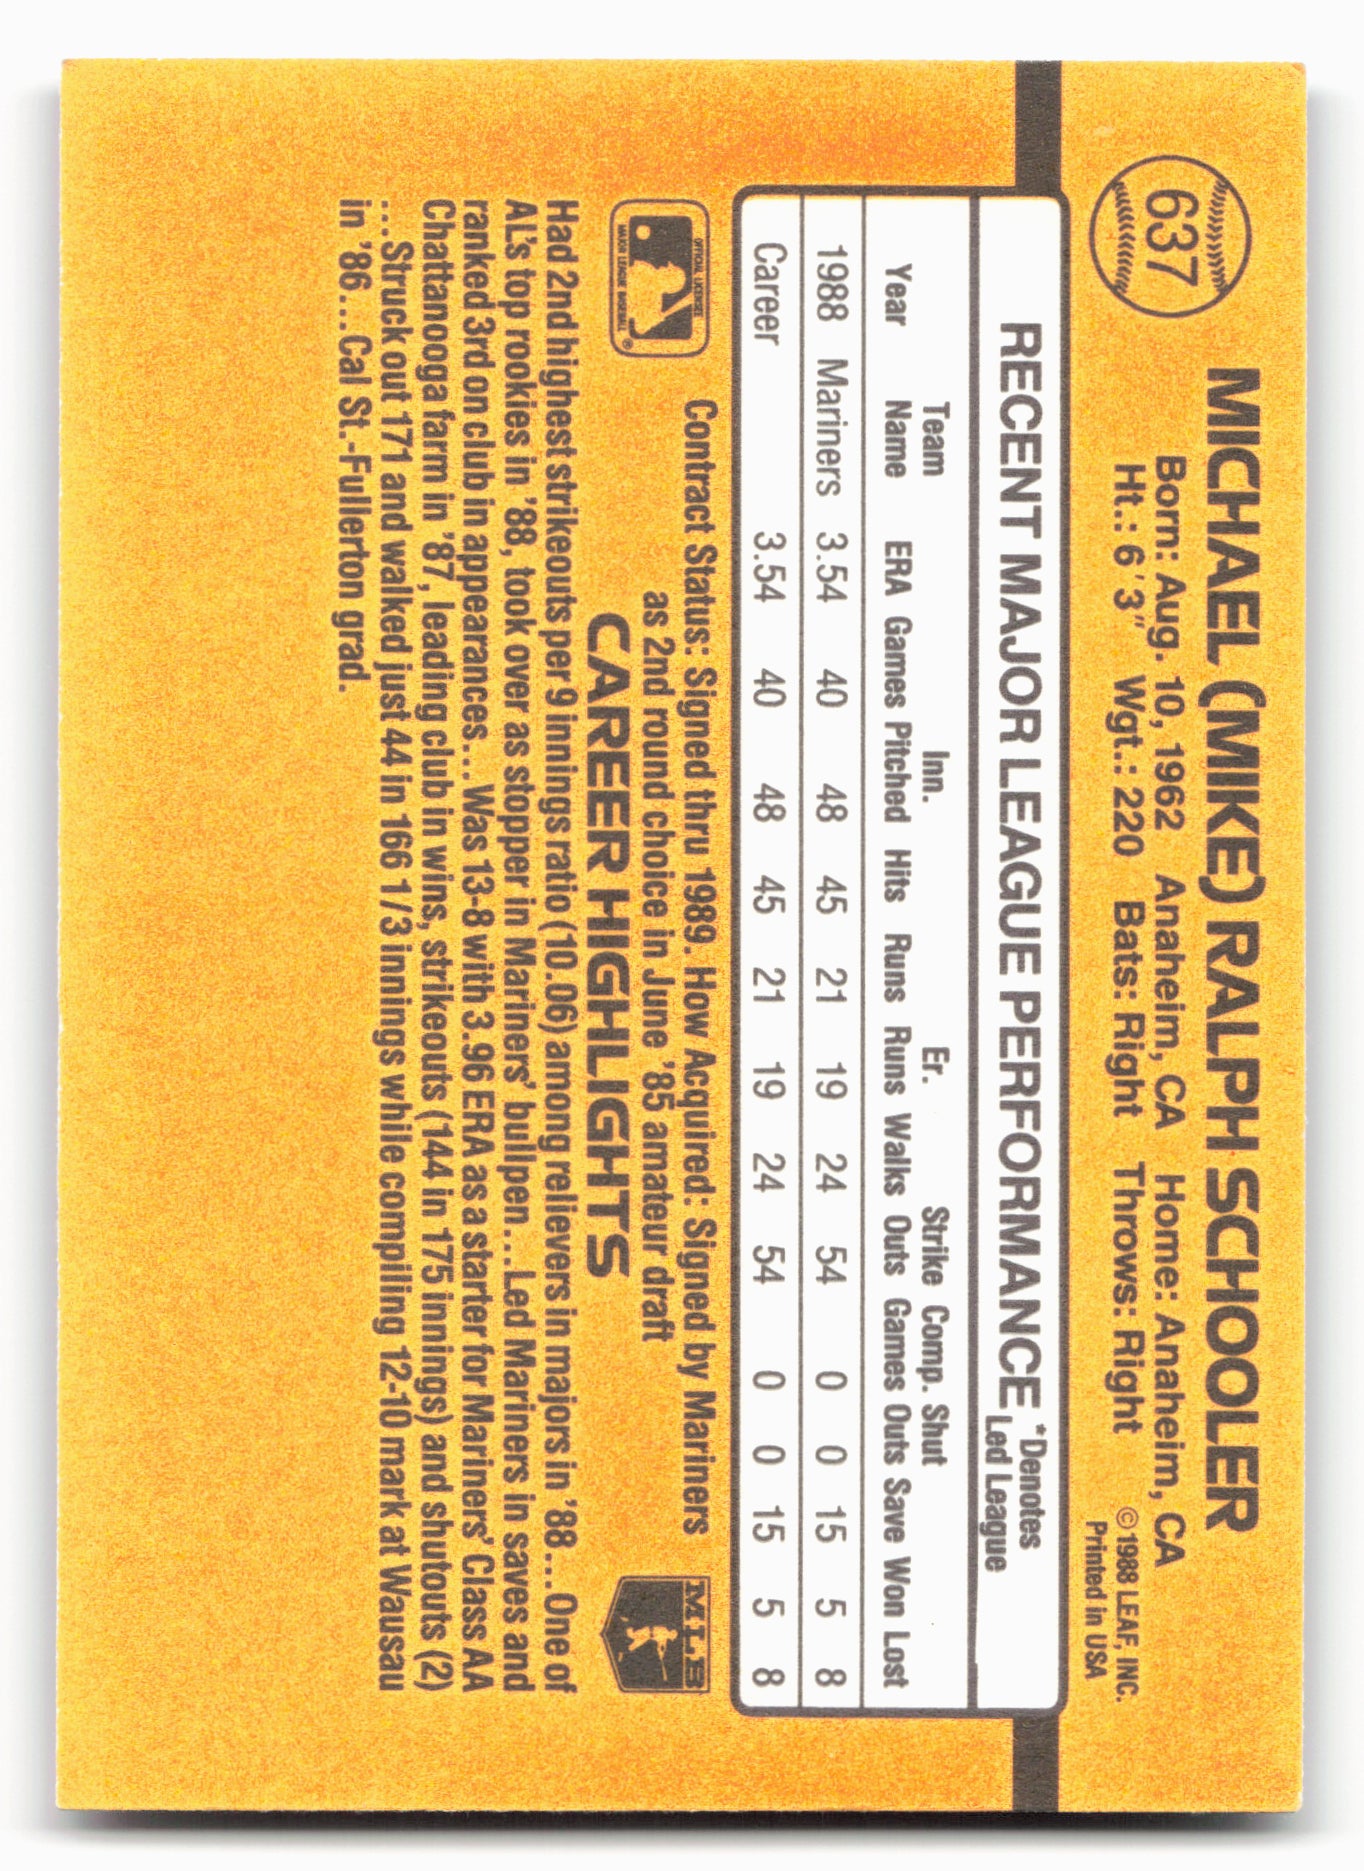 637
MICHAEL (MIKE) RALPH SCHOOLER
Born: Aug. 10, 1962 Anaheim, CA Home: Anaheim, CA
Ht.: 6'3" Wgt.: 220 Bats: Right Throws: Right
© 1988 LEAF, INC.
Printed in USA
RECENT MAJOR LEAGUE PERFORMANCE *Denotes
Led League
Team Inn. Er. Strike Comp. Shut
Year Name ERA Games Pitched Hits Runs Runs Walks Outs Games Outs Save Won Lost
1988 Mariners 3.54 40 48 45 21 19 24 54 0 0 15 5 8
Career 3.54 40 48 45 21 19 24 54 0 0 15 5 8
OFFICIAL LICENSEE
MAJOR LEAGUE BASEBALL ®
Contract Status: Signed thru 1989. How Acquired: Signed by Mariners
as 2nd round choice in June '85 amateur draft
MLB
CAREER HIGHLIGHTS
Had 2nd highest strikeouts per 9 innings ratio (10.06) among relievers in majors in '88...One of
AL's top rookies in '88, took over as stopper in Mariners' bullpen...Led Mariners in saves and
ranked 3rd on club in appearances...Was 13-8 with 3.96 ERA as a starter for Mariners' Class AA
Chattanooga farm in '87, leading club in wins, strikeouts (144 in 175 innings) and shutouts (2)
...Struck out 171 and walked just 44 in 166 1/3 innings while compiling 12-10 mark at Wausau
in '86...Cal St.-Fullerton grad.